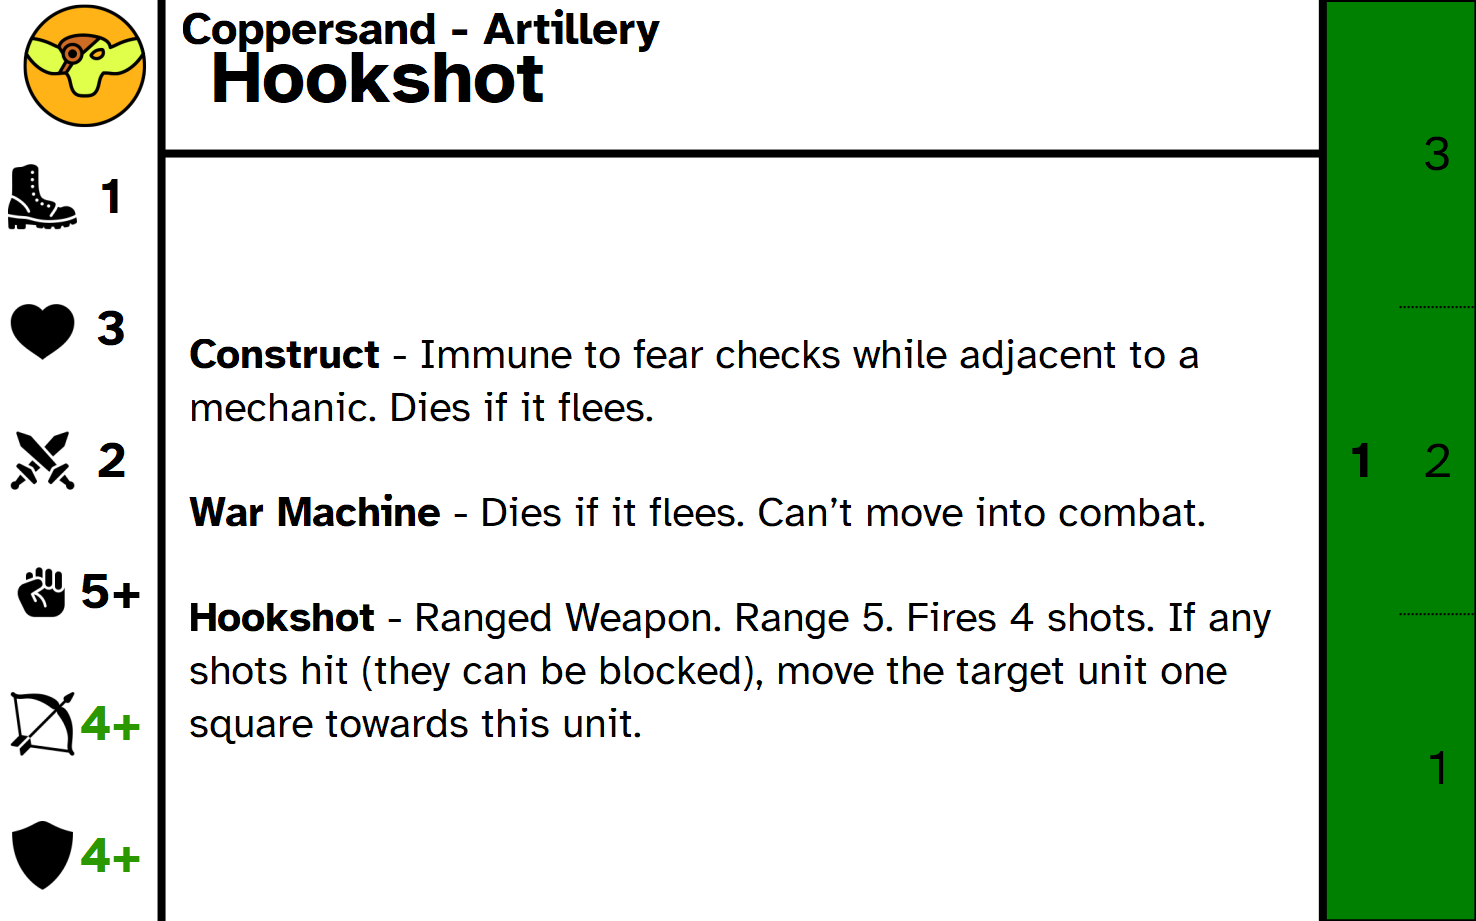 Coppersand - Artillery
Hookshot
1
3
2
5+
4+
4+
Construct - Immune to fear checks while adjacent to a
mechanic. Dies if it flees.
War Machine - Dies if it flees. Can’t move into combat.
Hookshot - Ranged Weapon. Range 5. Fires 4 shots. If any
shots hit (they can be blocked), move the target unit one
square towards this unit.
3
1 2
1